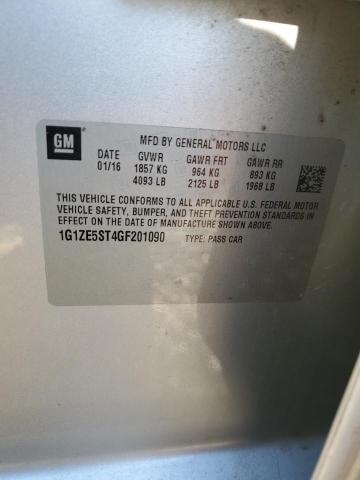 GM
MFD BY GENERAL MOTORS LLC
DATE GVWR GAWR FRT GAWR RR
01/16 1857 KG 964 KG 893 KG
4093 LB 2125 LB 1968 LB
THIS VEHICLE CONFORMS TO ALL APPLICABLE U.S. FEDERAL MOTOR
VEHICLE SAFETY, BUMPER, AND THEFT PREVENTION STANDARDS IN
EFFECT ON THE DATE OF MANUFACTURE SHOWN ABOVE.
1G1ZE5ST4GF201090 TYPE: PASS CAR